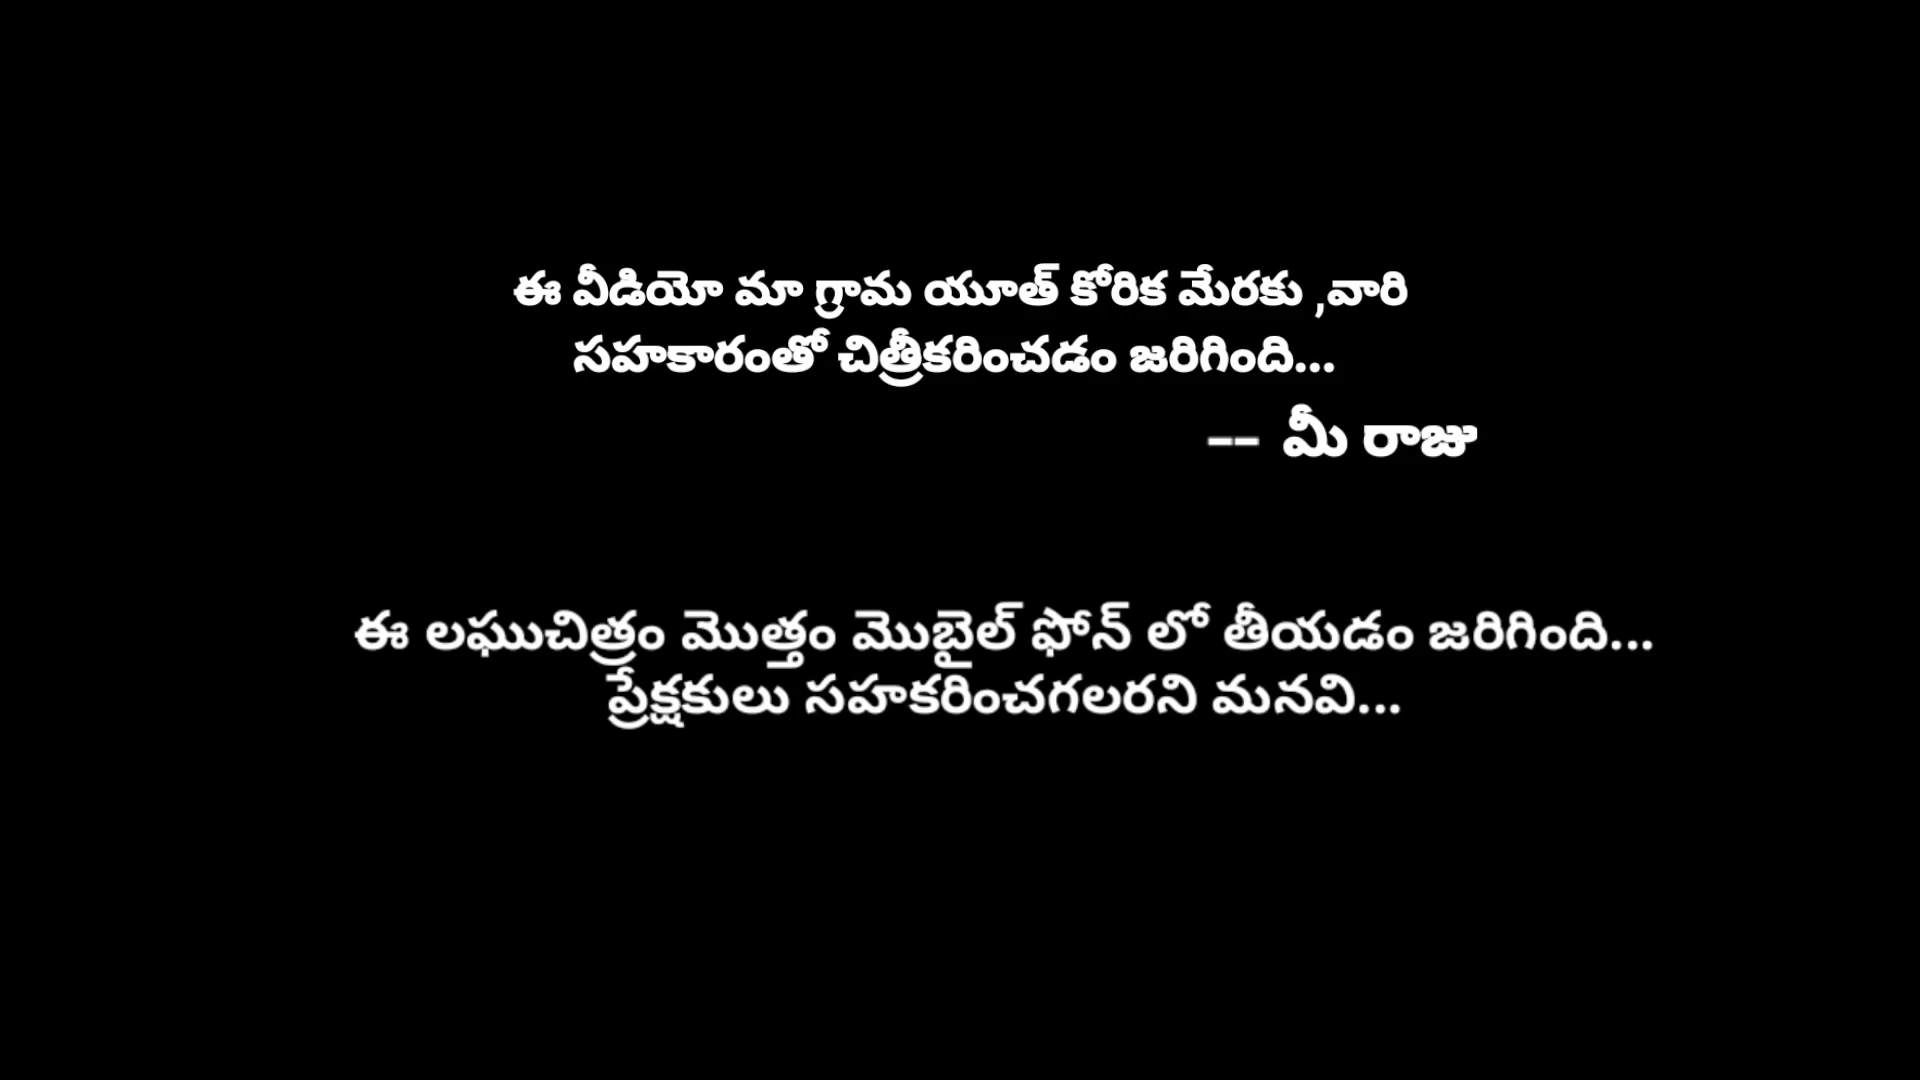 ఈ వీడియో మా గ్రామ యూత్ కోరిక మేరకు ,వారి
సహకారంతో చిత్రీకరించడం జరిగింది...
-- మీ రాజు
ఈ లఘుచిత్రం మొత్తం మొబైల్ ఫోన్ లో తీయడం జరిగింది...
ప్రేక్షకులు సహకరించగలరని మనవి...